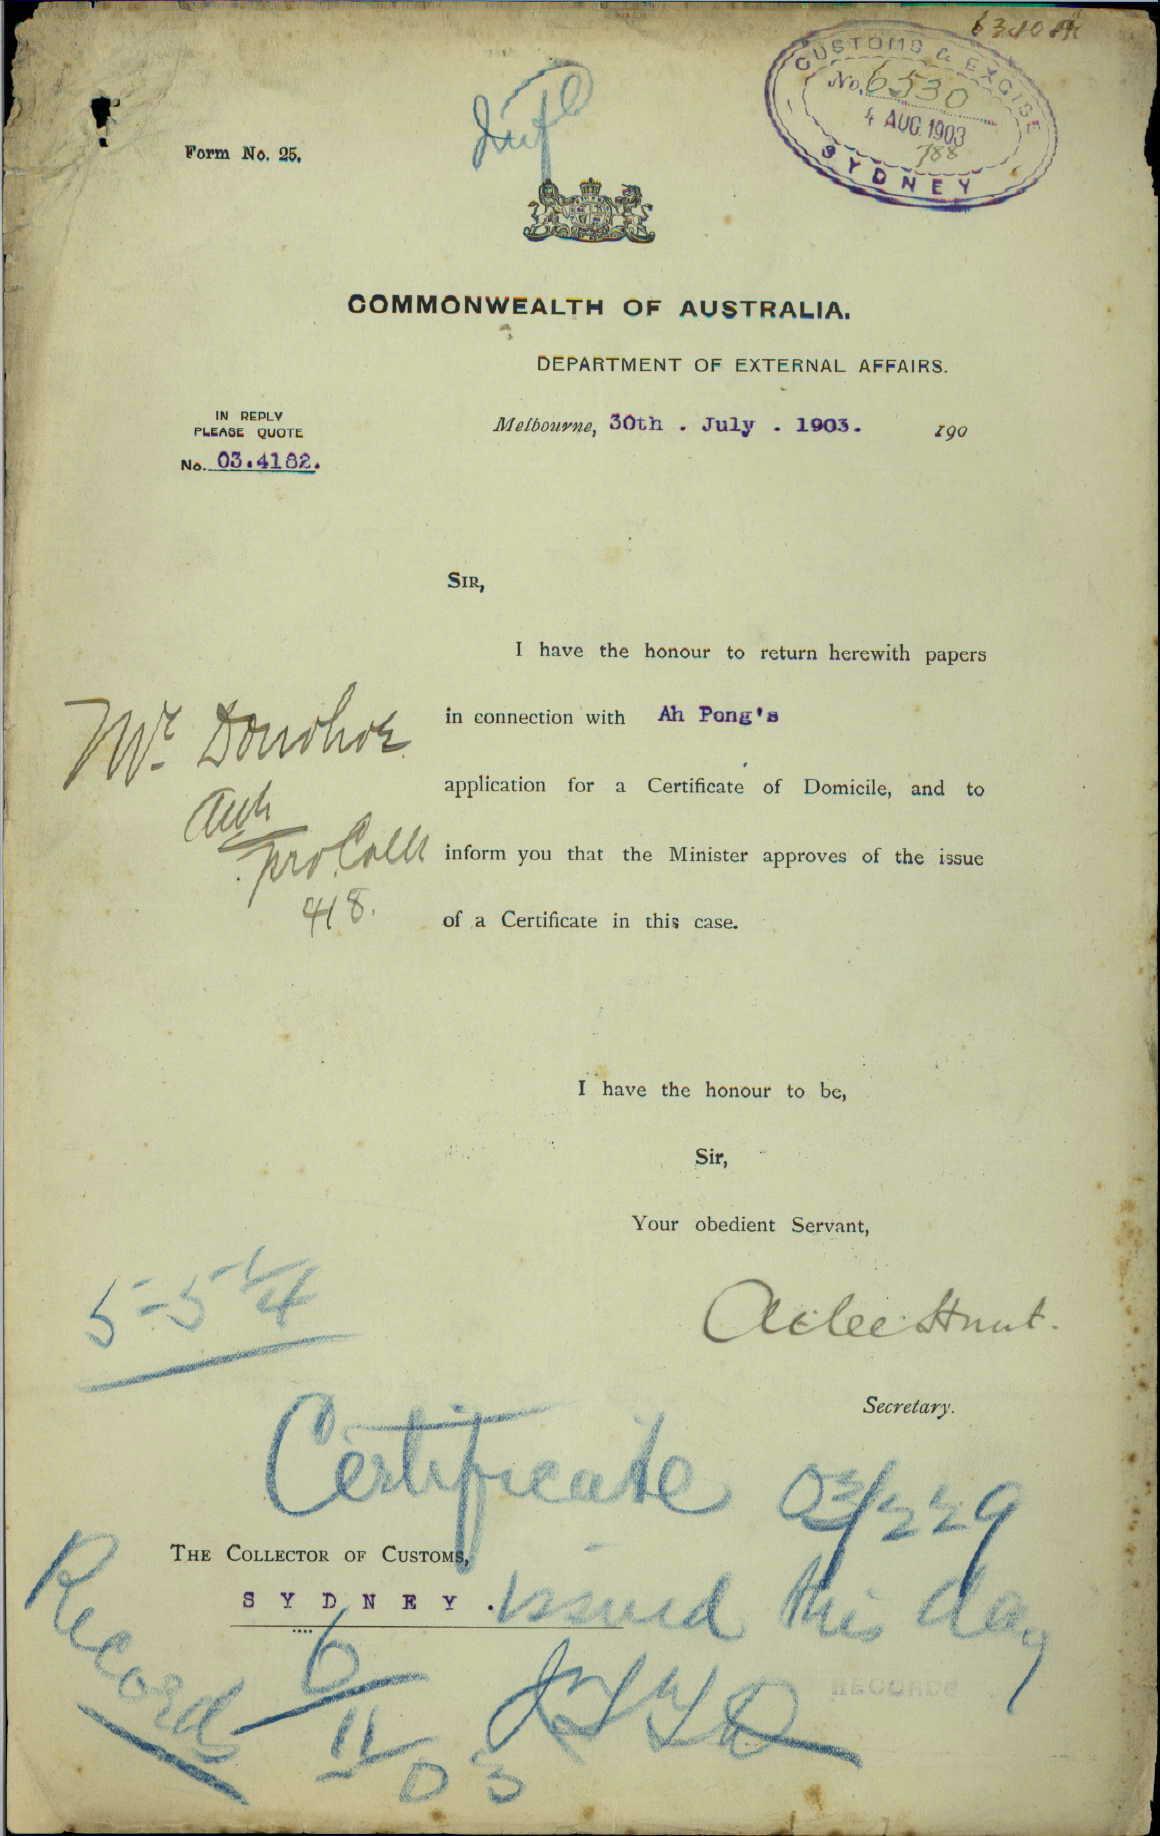 CUSTOMS & EXCISE
No. 6530
4 AUG. 1903
788
SYDNEY
Form No. 25.
COMMONWEALTH OF AUSTRALIA.
DEPARTMENT OF EXTERNAL AFFAIRS.
IN REPLY
PLEASE QUOTE
No. 03.4182.
Melbourne, 30th . July . 1903. 190
SIR,
I have the honour to return herewith papers
in connection with Ah Pong's
application for a Certificate of Domicile, and to
inform you that the Minister approves of the issue
of a Certificate in this case.
Mr. Donohoe
pro. Collr
4/8.
I have the honour to be,
Sir,
Your obedient Servant,
Atlee Hunt.
Secretary.
5-5¼
Certificate 03/229
THE COLLECTOR OF CUSTOMS,
SYDNEY.
issued this day
Record
6/11/03
RECORDS